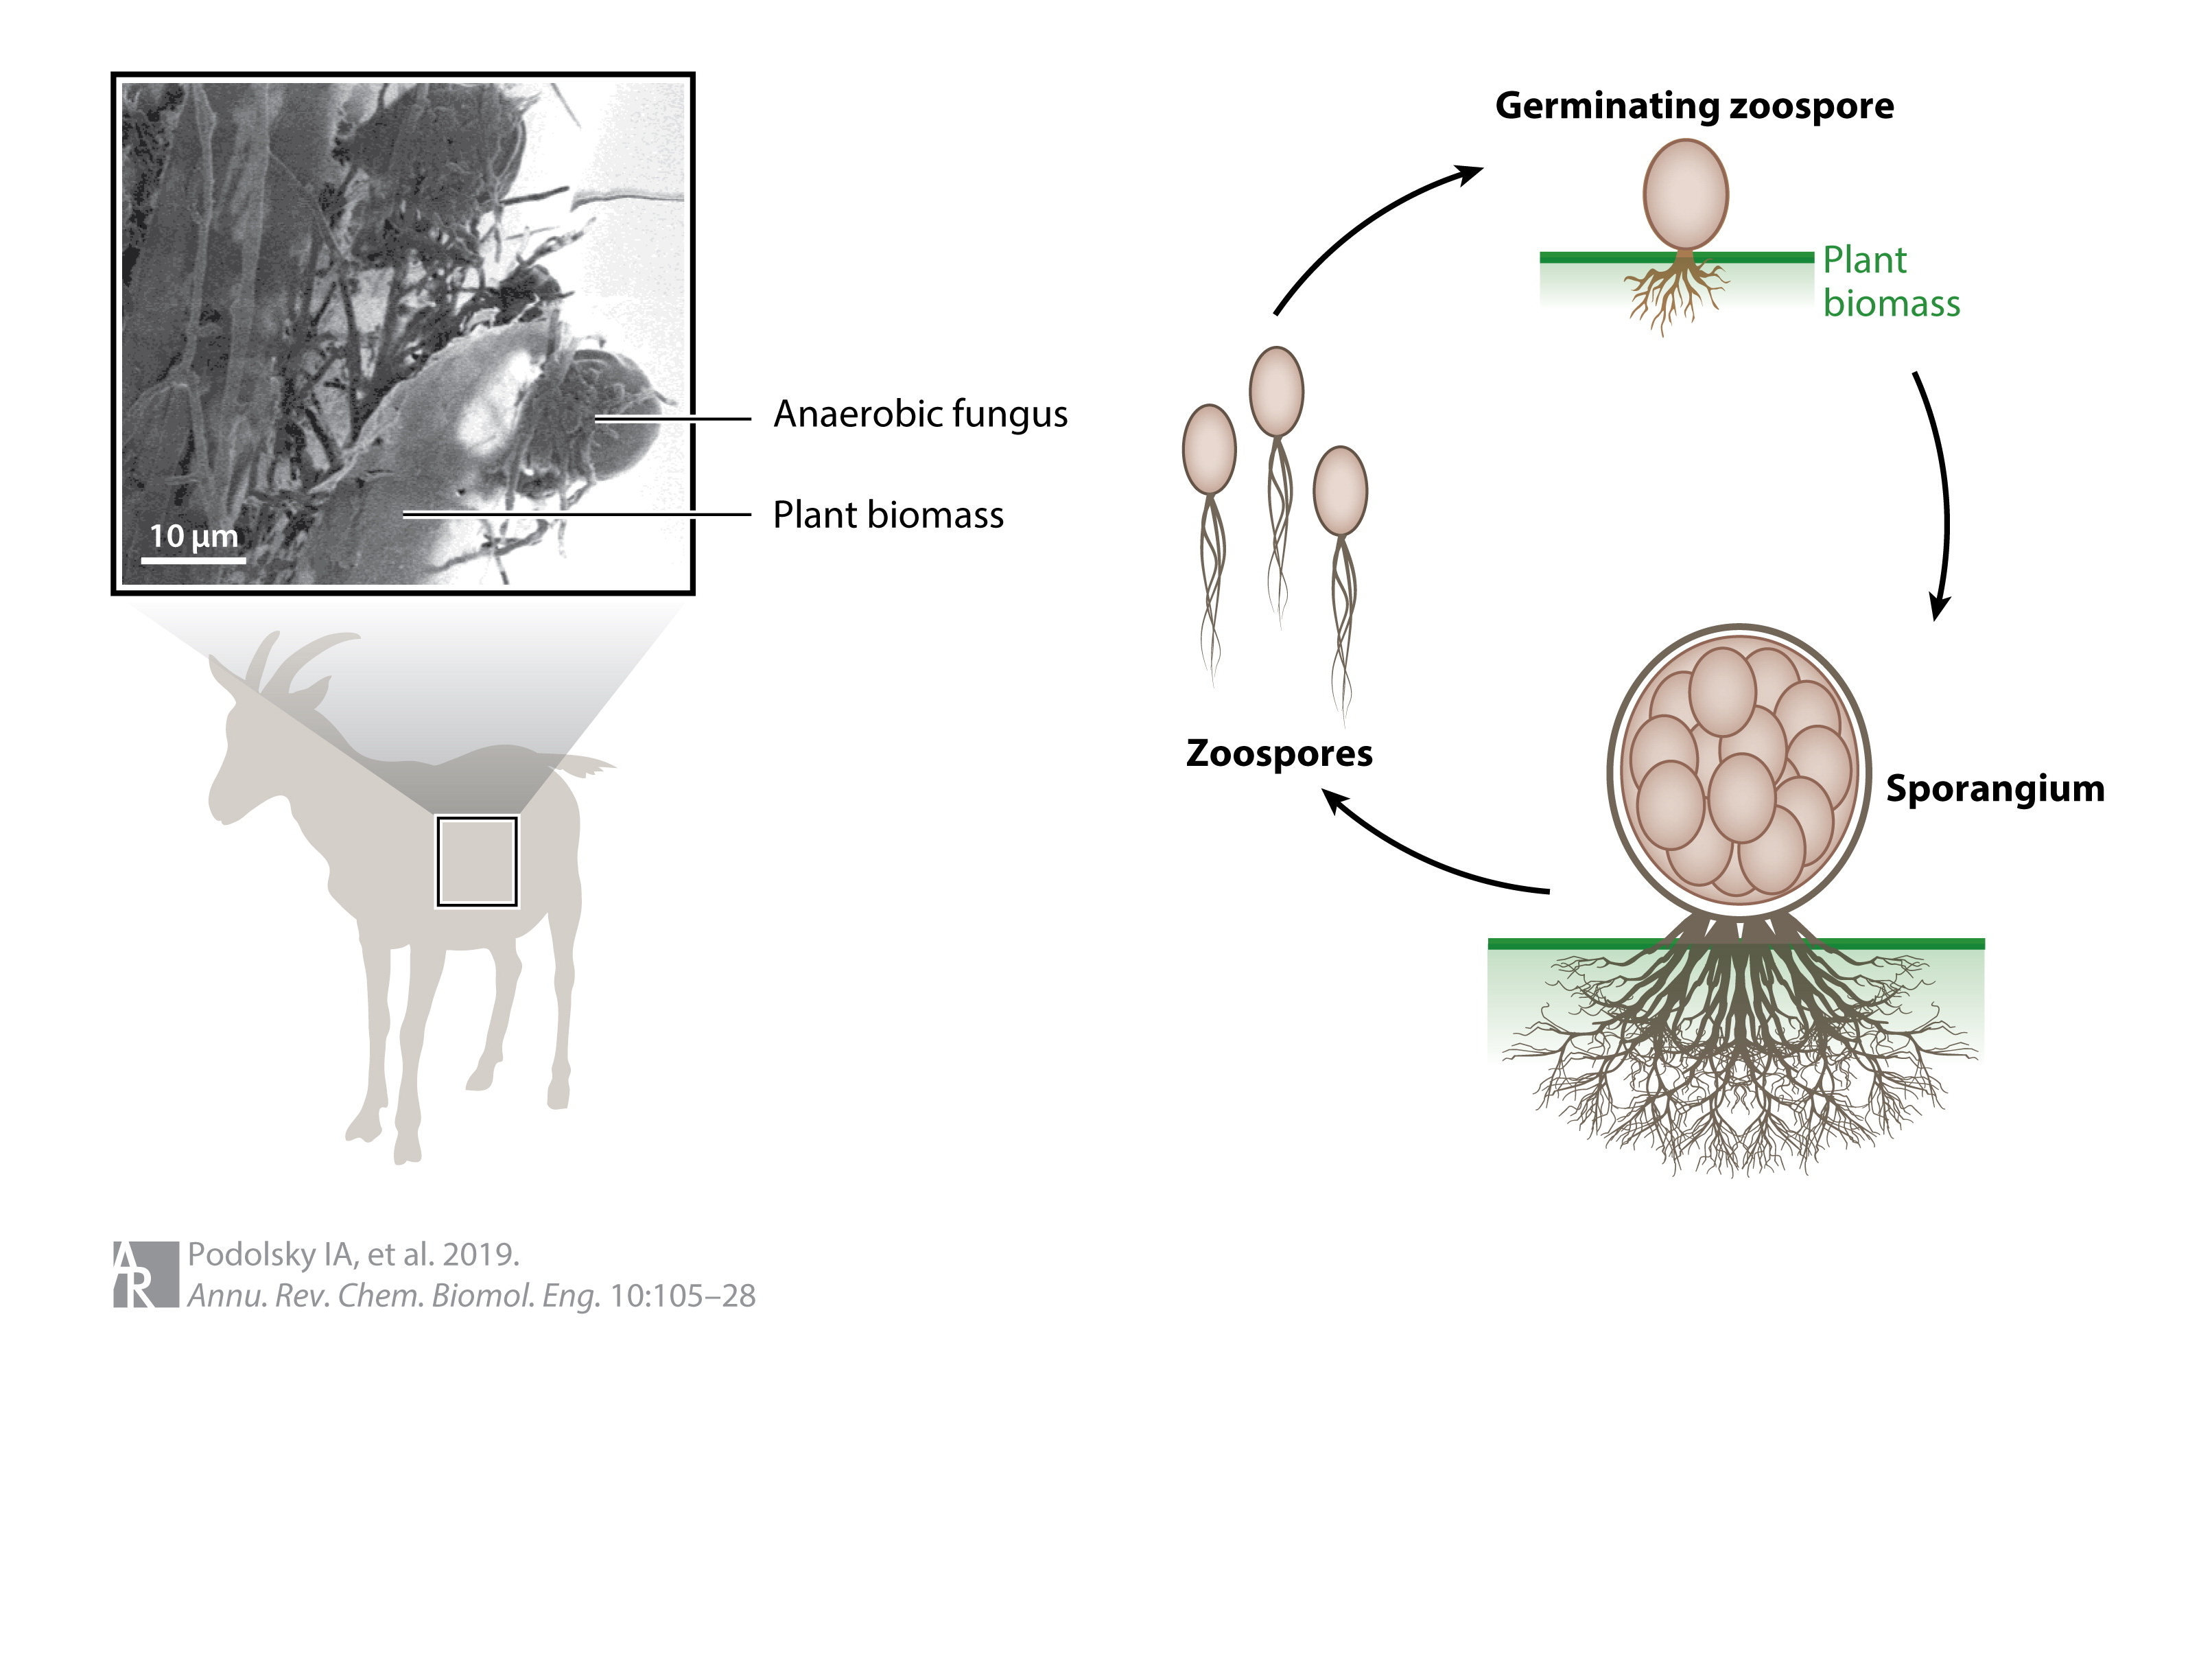 10 μm
Anaerobic fungus
Plant biomass
Germinating zoospore
Plant
biomass
Zoospores
Sporangium
AR
Podolsky IA, et al. 2019.
Annu. Rev. Chem. Biomol. Eng. 10:105–28